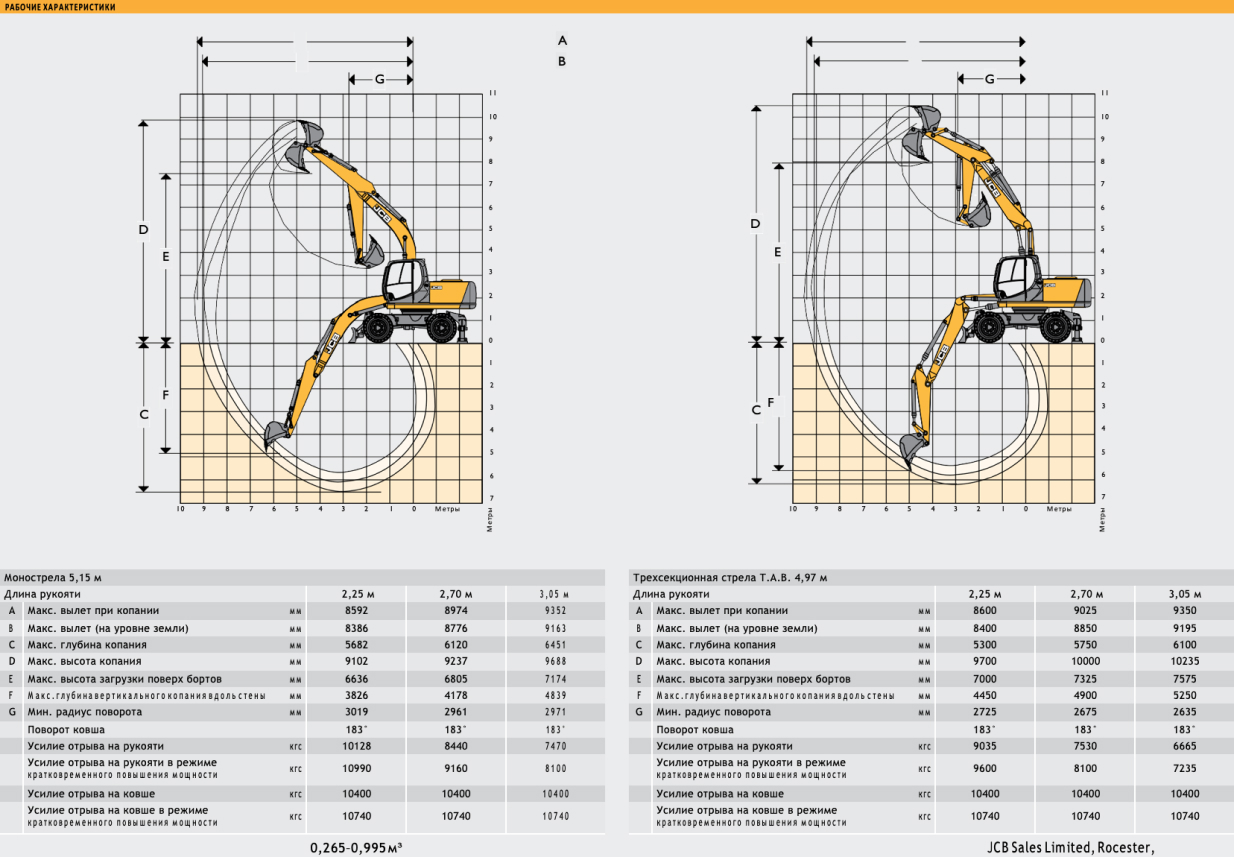 РАБОЧИЕ ХАРАКТЕРИСТИКИ
A
B
G
G
11
10
9
8
7
6
5
4
3
2
1
0
1
2
3
4
5
6
7
D
E
F
C
JCB
JCB
JCB
10 9 8 7 6 5 4 3 2 1 0 Метры
Метры
11
10
9
8
7
6
5
4
3
2
1
0
1
2
3
4
5
6
7
D
E
C F
JCB
JCB
JCB
10 9 8 7 6 5 4 3 2 1 0 Метры
Метры
Монострела 5,15 м
Длина рукояти 2,25 м 2,70 м 3,05 м
A Макс. вылет при копании мм 8592 8974 9352
B Макс. вылет (на уровне земли) мм 8386 8776 9163
C Макс. глубина копания мм 5682 6120 6451
D Макс. высота копания мм 9102 9237 9688
E Макс. высота загрузки поверх бортов мм 6636 6805 7174
F Макс.глубина вертикального копания вдоль стены мм 3826 4178 4839
G Мин. радиус поворота мм 3019 2961 2971
Поворот ковша 183° 183° 183°
Усилие отрыва на рукояти кгс 10128 8440 7470
Усилие отрыва на рукояти в режиме
кратковременного повышения мощности кгс 10990 9160 8100
Усилие отрыва на ковше кгс 10400 10400 10400
Усилие отрыва на ковше в режиме
кратковременного повышения мощности кгс 10740 10740 10740
Трехсекционная стрела Т.А.В. 4,97 м
Длина рукояти 2,25 м 2,70 м 3,05 м
A Макс. вылет при копании мм 8600 9025 9350
B Макс. вылет (на уровне земли) мм 8400 8850 9195
C Макс. глубина копания мм 5300 5750 6100
D Макс. высота копания мм 9700 10000 10235
E Макс. высота загрузки поверх бортов мм 7000 7325 7575
F Макс.глубина вертикального копания вдоль стены мм 4450 4900 5250
G Мин. радиус поворота мм 2725 2675 2635
Поворот ковша 183° 183° 183°
Усилие отрыва на рукояти кгс 9035 7530 6665
Усилие отрыва на рукояти в режиме
кратковременного повышения мощности кгс 9600 8100 7235
Усилие отрыва на ковше кгс 10400 10400 10400
Усилие отрыва на ковше в режиме
кратковременного повышения мощности кгс 10740 10740 10740
0,265-0,995 м³
JCB Sales Limited, Rocester,